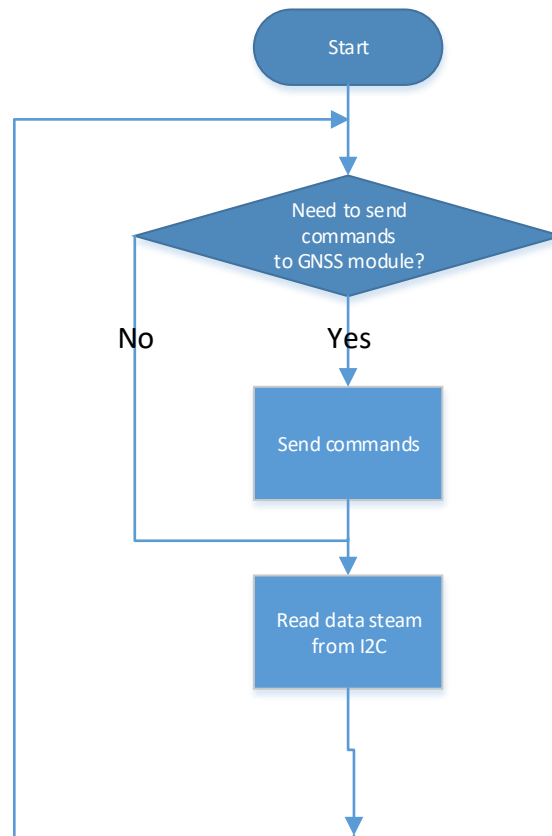 Start
Need to send
commands
to GNSS module?
No
Yes
Send commands
Read data steam
from I2C